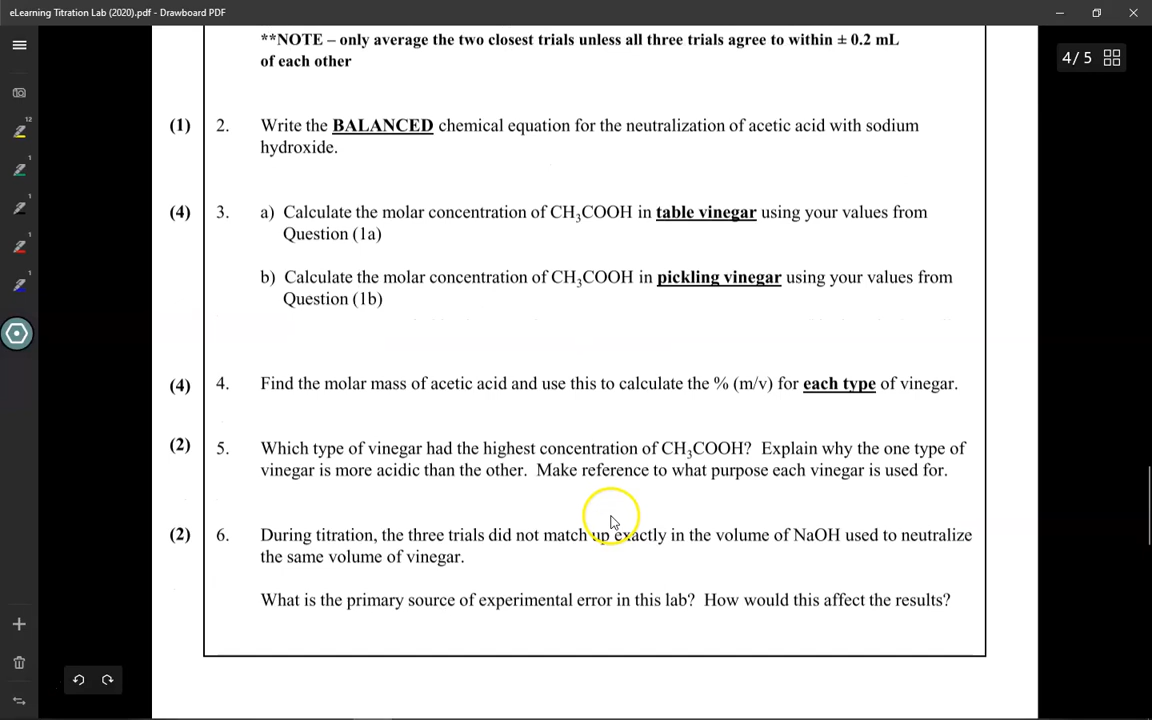 eLearning Titration Lab (2020).pdf - Drawboard PDF
**NOTE – only average the two closest trials unless all three trials agree to within ± 0.2 mL
of each other
4 / 5
12
(1) 2. Write the BALANCED chemical equation for the neutralization of acetic acid with sodium
hydroxide.
1
1
(4) 3. a) Calculate the molar concentration of CH₃COOH in table vinegar using your values from
Question (1a)
1
b) Calculate the molar concentration of CH₃COOH in pickling vinegar using your values from
1
Question (1b)
(4) 4. Find the molar mass of acetic acid and use this to calculate the % (m/v) for each type of vinegar.
(2) 5. Which type of vinegar had the highest concentration of CH₃COOH? Explain why the one type of
vinegar is more acidic than the other. Make reference to what purpose each vinegar is used for.
(2) 6. During titration, the three trials did not match up exactly in the volume of NaOH used to neutralize
the same volume of vinegar.
What is the primary source of experimental error in this lab? How would this affect the results?